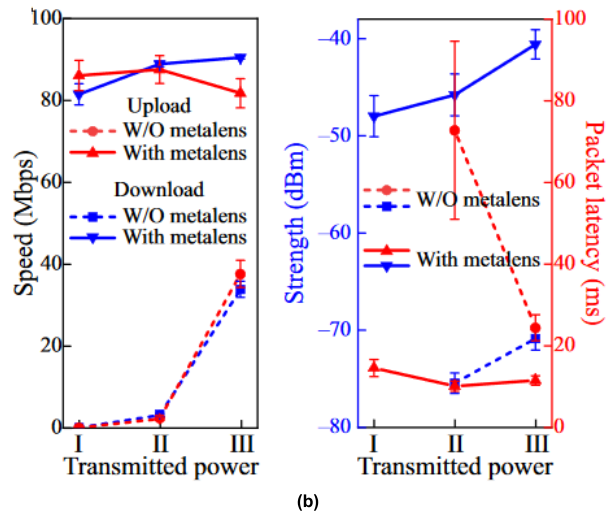 100
80
60
40
20
0
Speed (Mbps)
Upload
W/O metalens
With metalens
Download
W/O metalens
With metalens
I II III
Transmitted power
−40
−50
−60
−70
−80
Strength (dBm)
W/O metalens
With metalens
100
80
60
40
20
0
Packet latency (ms)
I II III
Transmitted power
(b)